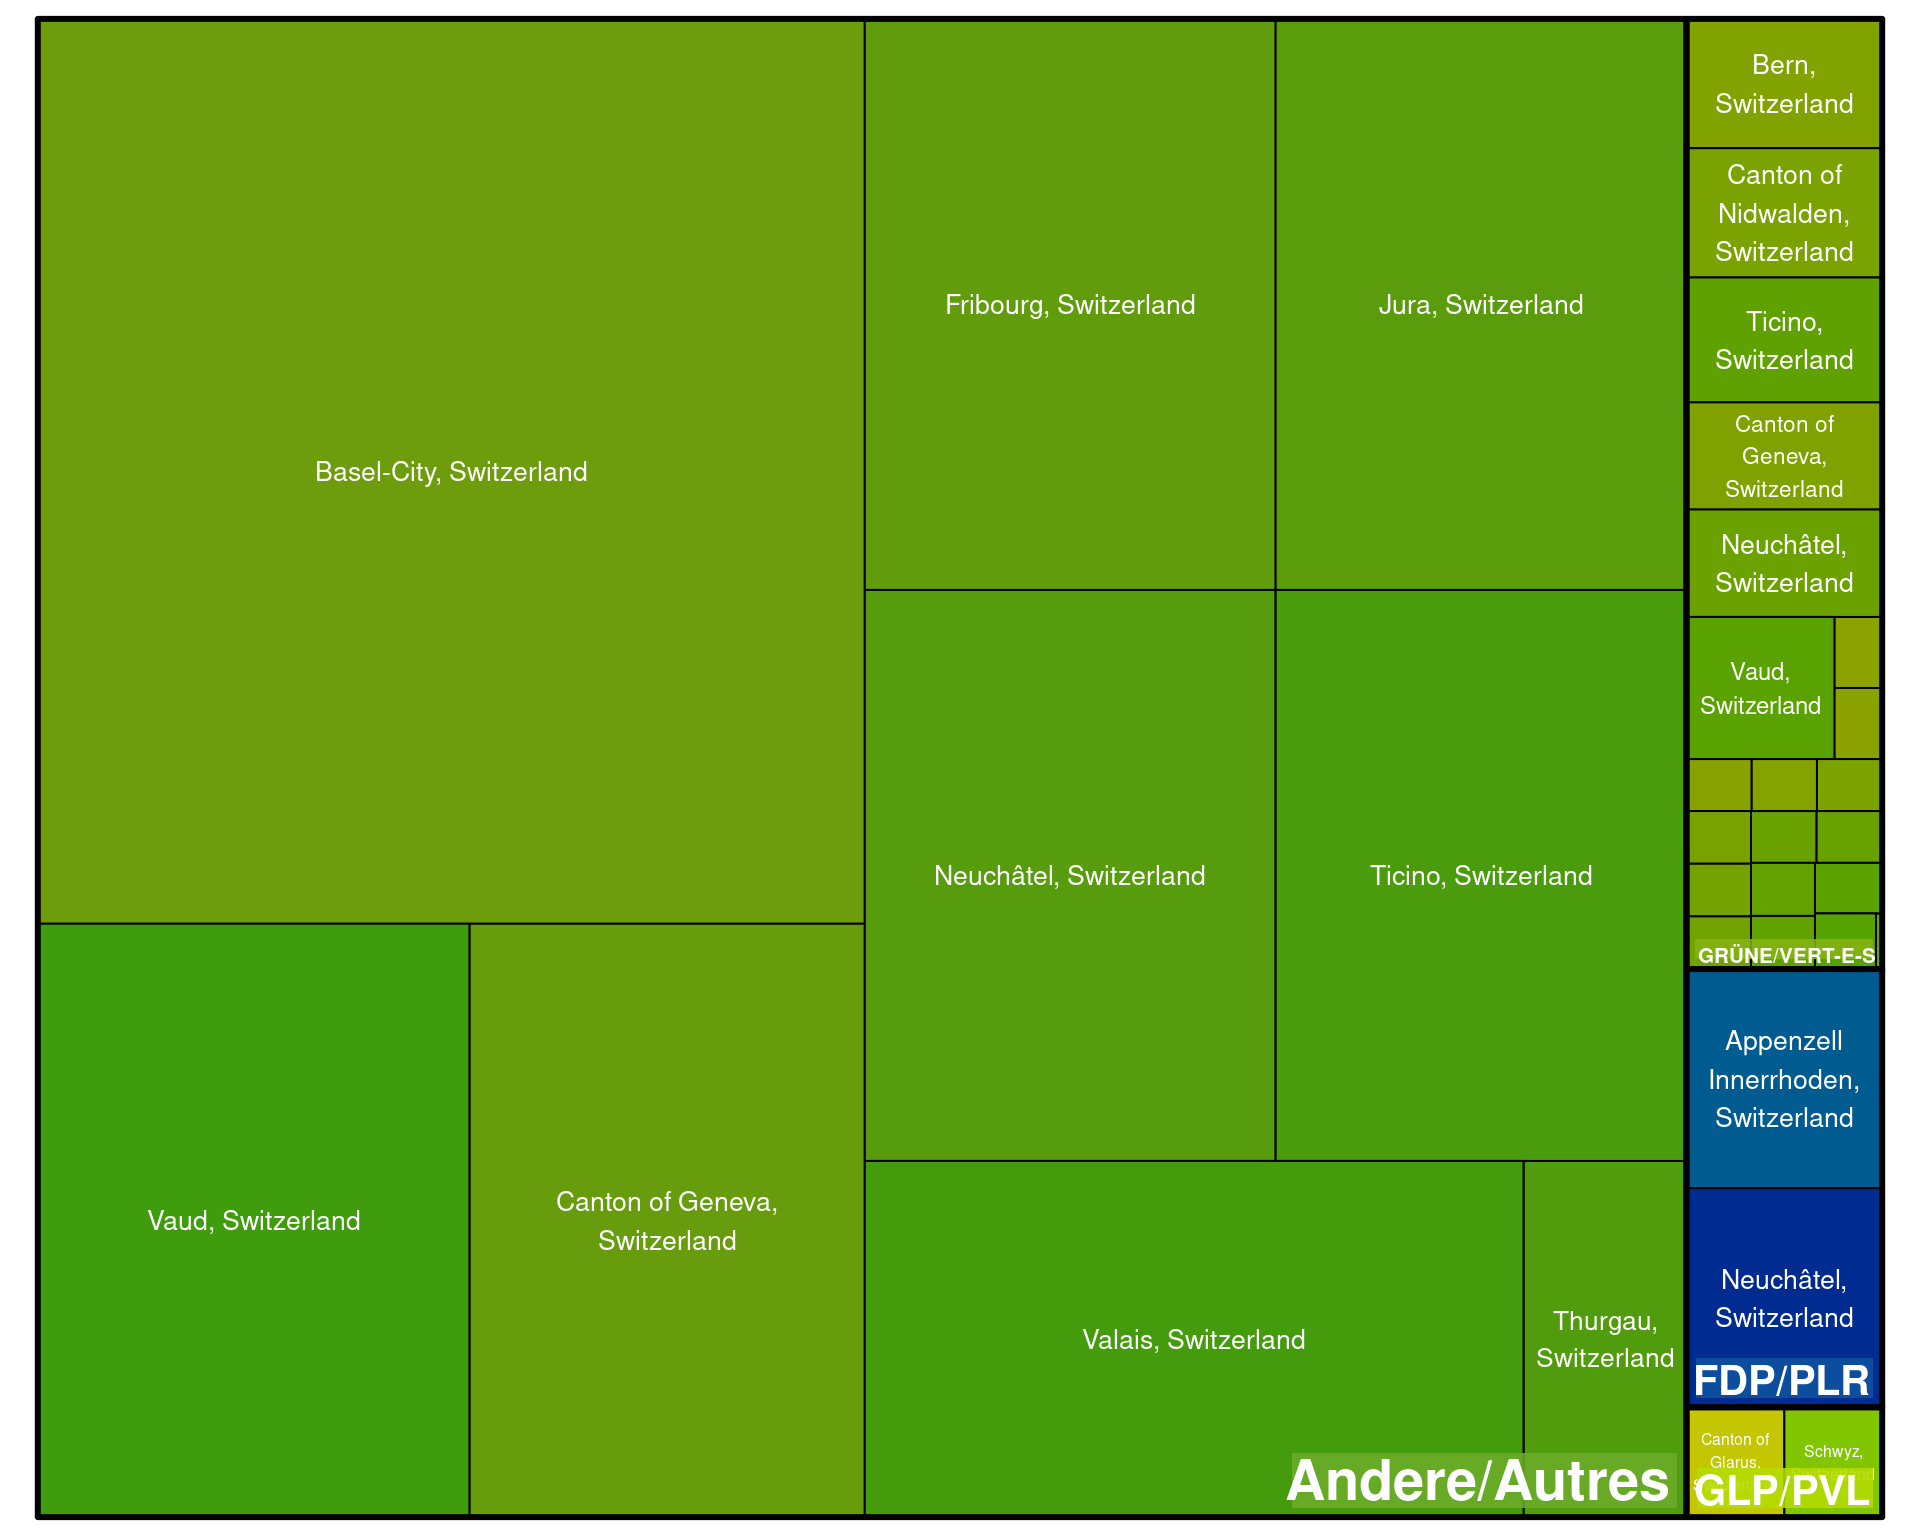 Basel-City, Switzerland
Fribourg, Switzerland
Jura, Switzerland
Neuchâtel, Switzerland
Ticino, Switzerland
Vaud, Switzerland
Canton of Geneva,
Switzerland
Valais, Switzerland
Thurgau,
Switzerland
Andere/Autres
Bern,
Switzerland
Canton of
Nidwalden,
Switzerland
Ticino,
Switzerland
Canton of
Geneva,
Switzerland
Neuchâtel,
Switzerland
Vaud,
Switzerland
GRÜNE/VERT-E-S
Appenzell
Innerrhoden,
Switzerland
Neuchâtel,
Switzerland
FDP/PLR
Canton of
Glarus,
Schwyz,
GLP/PVL